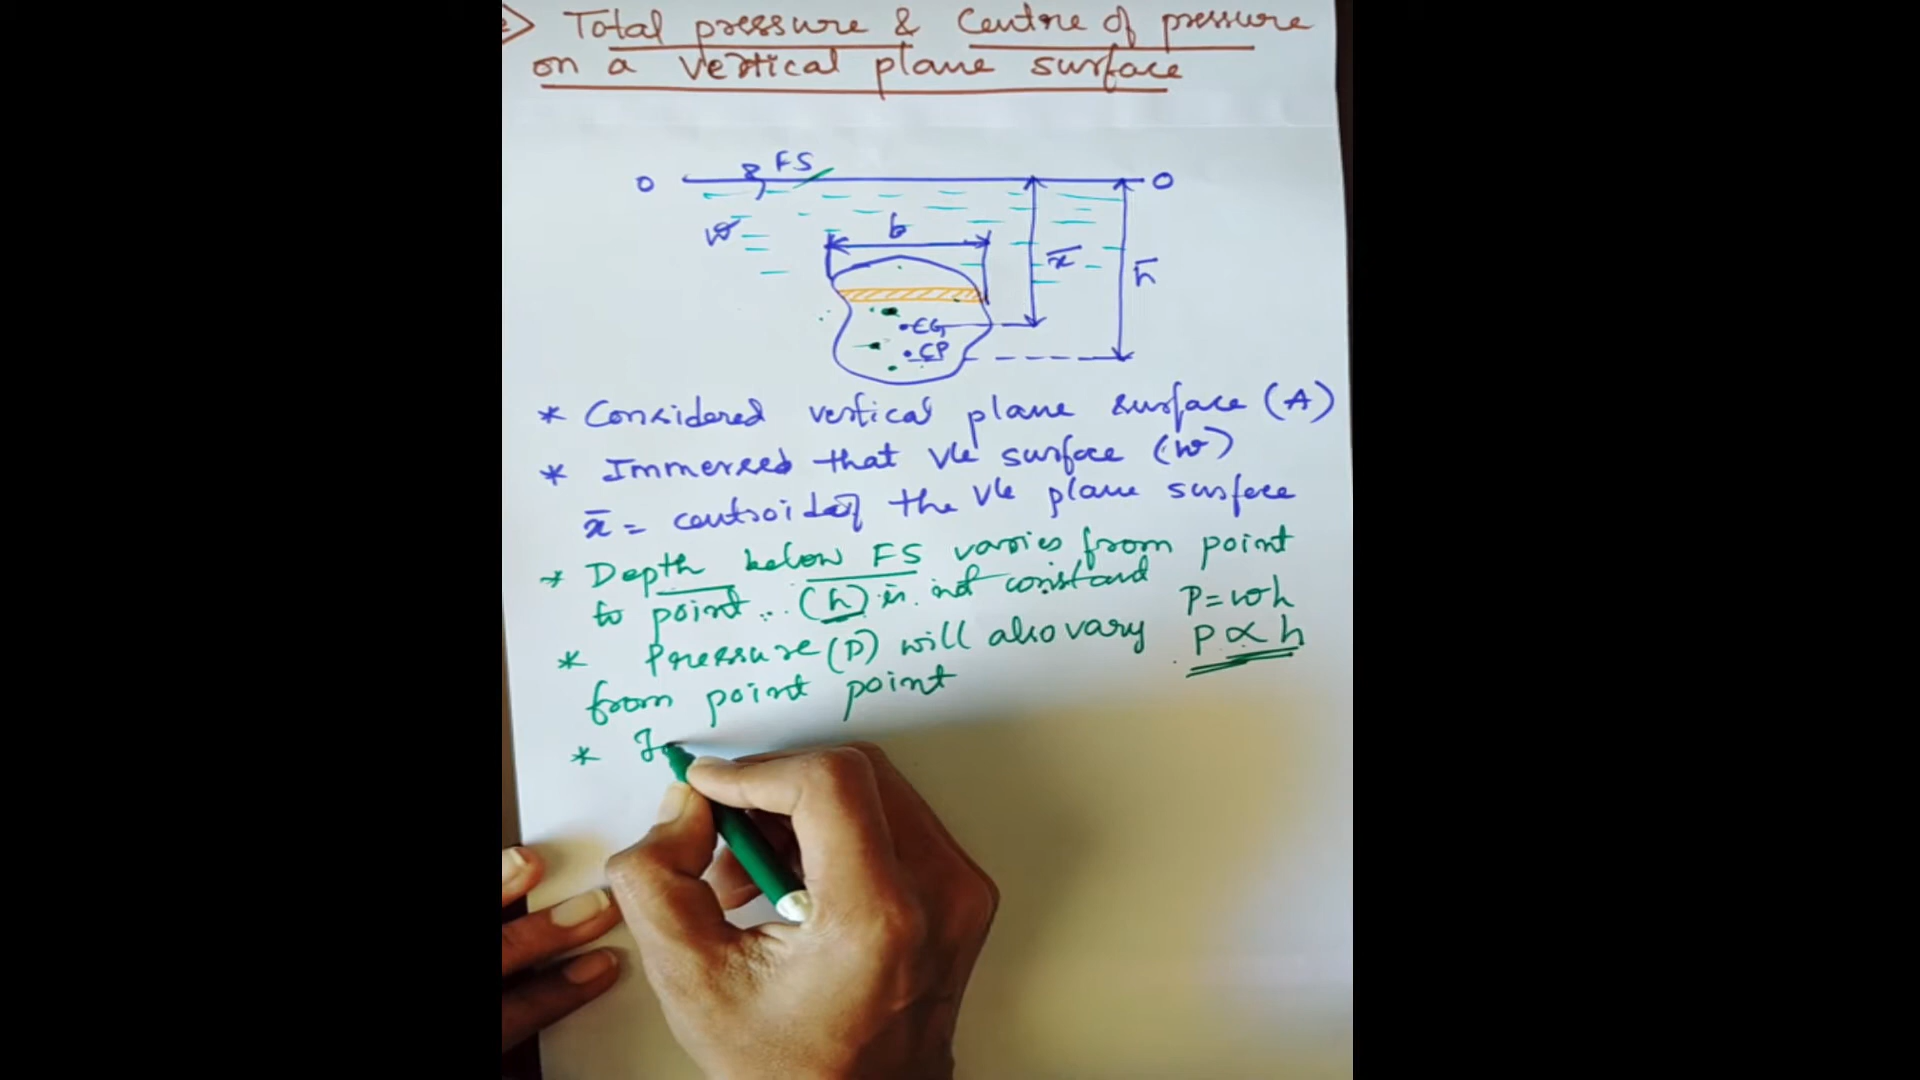 Total pressure & Centre of pressure
on a vertical plane surface
FS
O
O
w
b
x̄
h̄
CG
CP
* Considered vertical plane surface (A)
* Immersed that Vle surface (w)
x̄ = centroid of the Vle plane surface
* Depth below FS varies from point
to point. (h) is not constand
P=wh
* Pressure (P) will also vary
P ∝ h
from point point
*